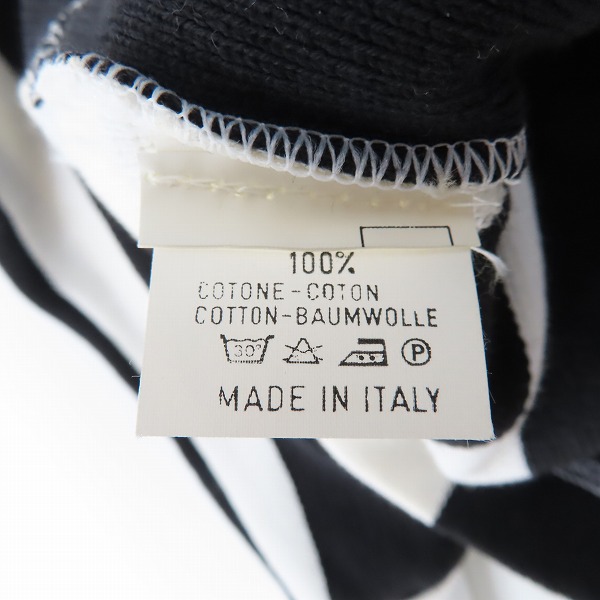 100%
COTONE-COTON
COTTON-BAUMWOLLE
30° P
MADE IN ITALY